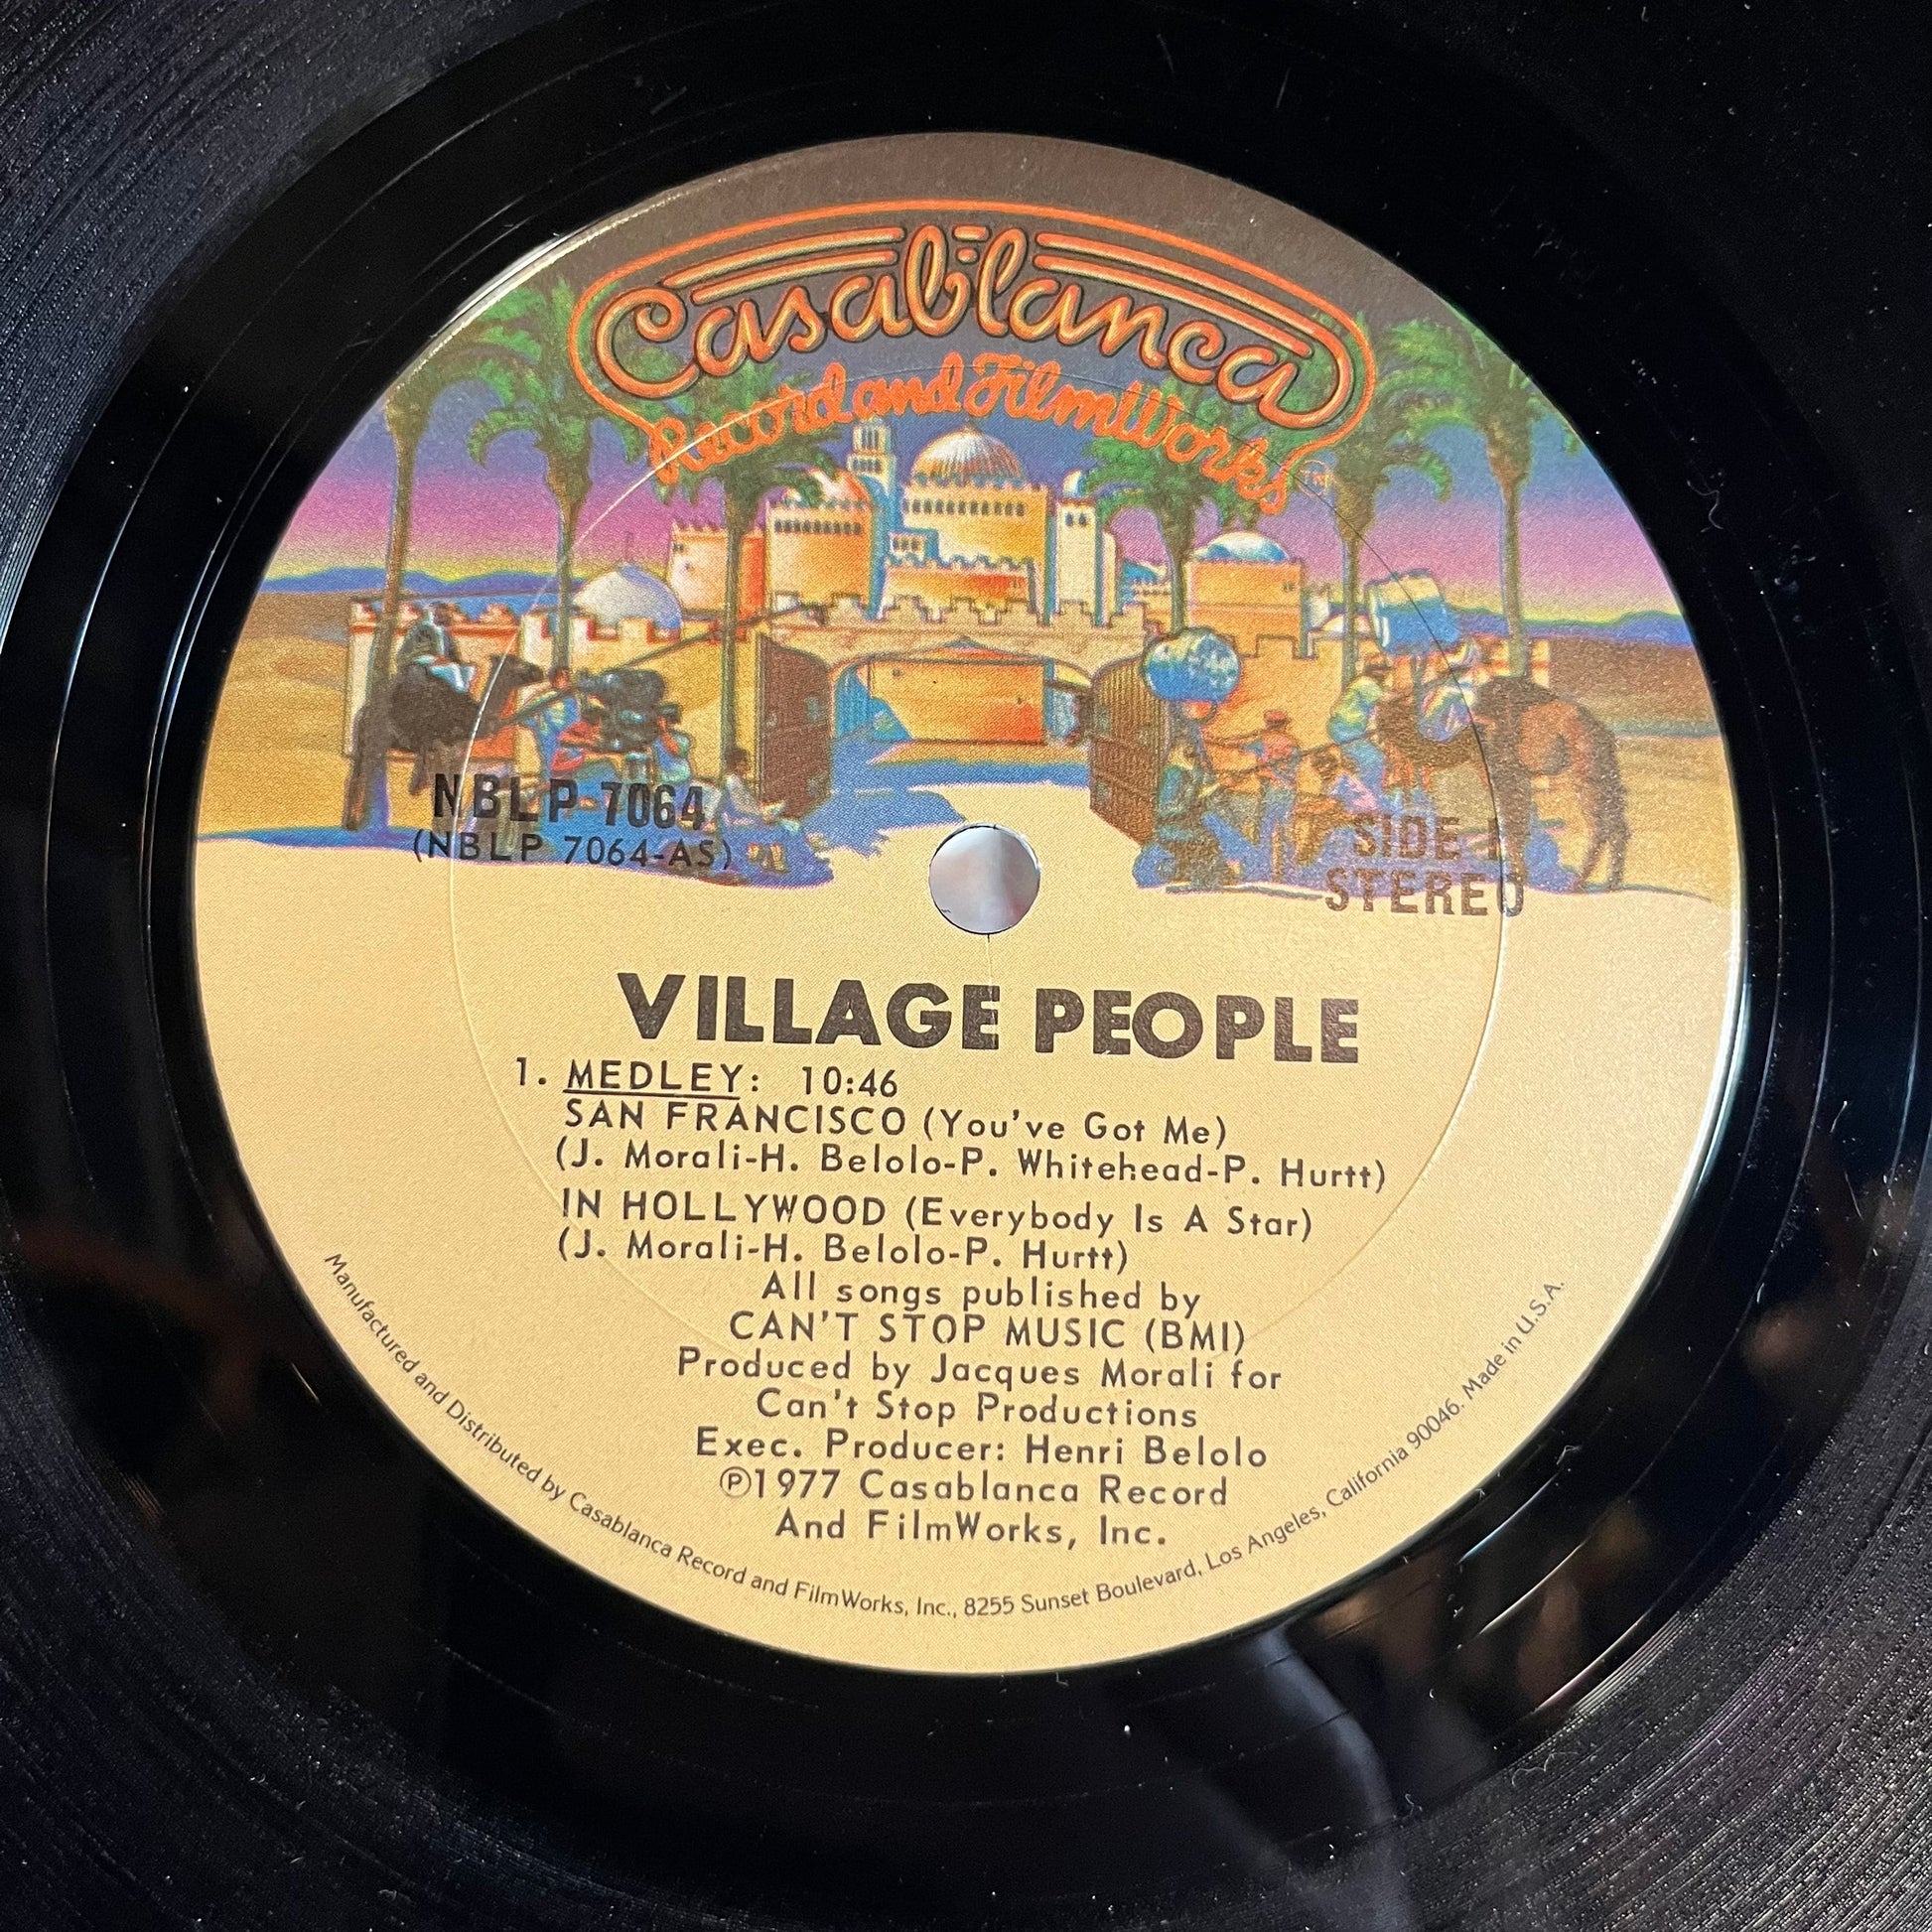 Casablanca
Record and FilmWorks
NBLP 7064
(NBLP 7064-AS)
SIDE 1
STEREO
VILLAGE PEOPLE
1. MEDLEY: 10:46
SAN FRANCISCO (You've Got Me)
(J. Morali-H. Belolo-P. Whitehead-P. Hurtt)
IN HOLLYWOOD (Everybody Is A Star)
(J. Morali-H. Belolo-P. Hurtt)
All songs published by
CAN'T STOP MUSIC (BMI)
Produced by Jacques Morali for
Can't Stop Productions
Exec. Producer: Henri Belolo
℗1977 Casablanca Record
And FilmWorks, Inc.
Manufactured and Distributed by Casablanca Record and FilmWorks, Inc., 8255 Sunset Boulevard, Los Angeles, California 90046. Made in U.S.A.